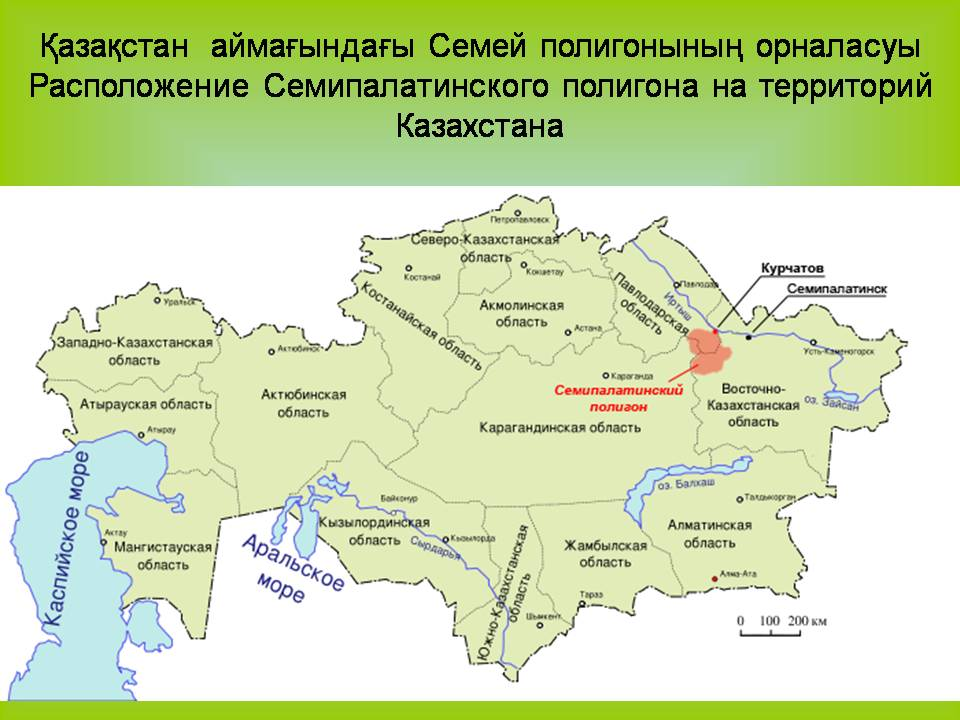 Қазақстан аймағындағы Семей полигонының орналасуы
Расположение Семипалатинского полигона на территорий
Казахстана
Петропавловск
Северо-Казахстанская
область
Костанай
Кокшетау
Костанайская область
Акмолинская
область
Астана
Павлодарская
область
Павлодар
Иртыш
Курчатов
Семипалатинск
Усть-Каменогорск
Уральск
Западно-Казахстанская
область
Актюбинск
Актюбинская
область
Атырауская область
Атырау
Караганда
Семипалатинский
полигон
Карагандинская область
Восточно-
Казахстанская
область
оз. Зайсан
Каспийское море
Актау
Мангистауская
область
Аральское
море
Байконур
Кызылординская
область
Сырдарья
Кызылорда
Южно-Казахстанская
область
Шымкент
Жамбылская
область
Тараз
оз. Балхаш
Талдыкорган
Алматинская
область
Алма-Ата
0 100 200 км